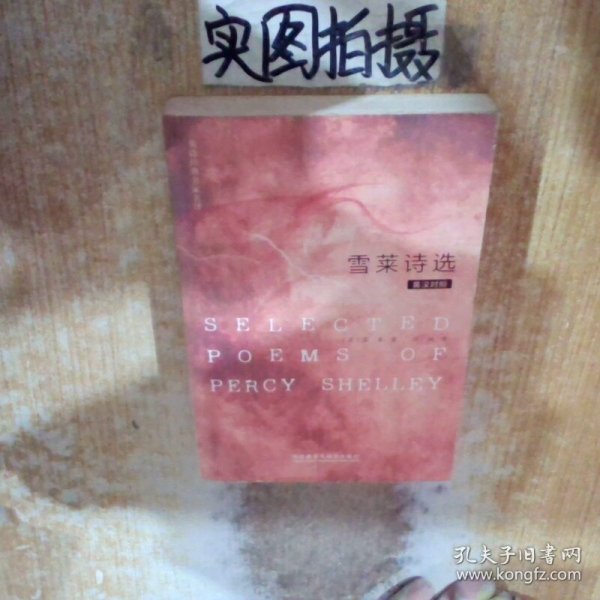 实图拍摄
雪莱诗选
英汉对照
SELECTED
POEMS OF
PERCY SHELLEY
孔夫子旧书网
www.kongfz.com